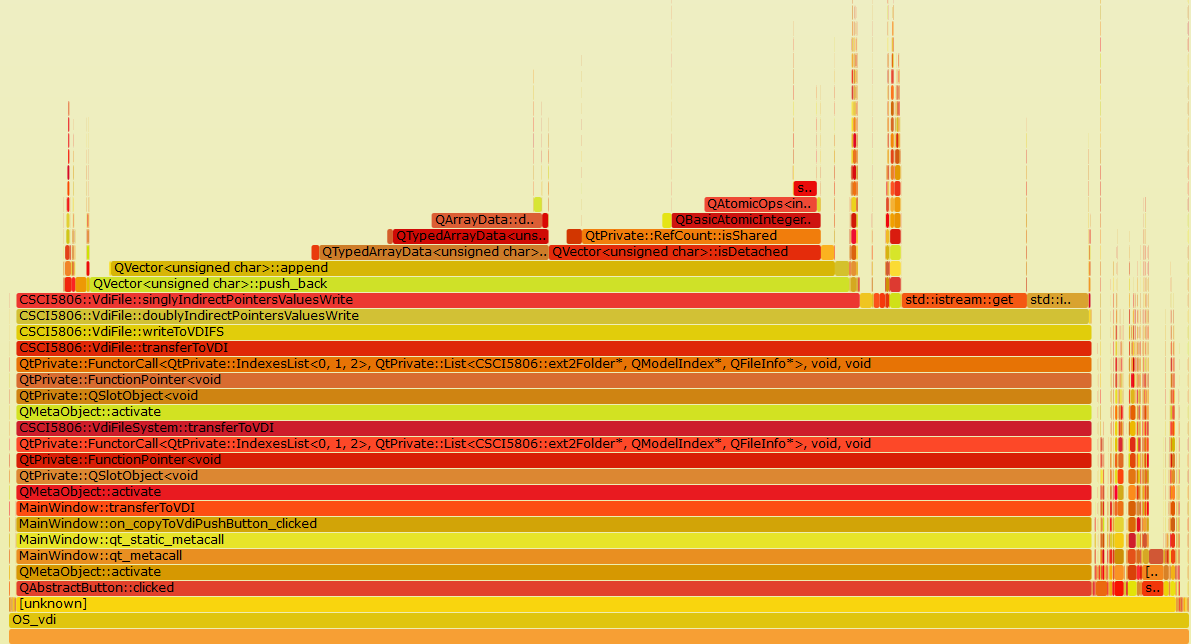 s..
QAtomicOps<in..
QArrayData::d.. QBasicAtomicInteger..
QTypedArrayData<uns.. QtPrivate::RefCount::isShared
QTypedArrayData<unsigned char>.. QVector<unsigned char>::isDetached
QVector<unsigned char>::append
QVector<unsigned char>::push_back
CSCI5806::VdiFile::singlyIndirectPointersValuesWrite std::istream::get std::i..
CSCI5806::VdiFile::doublyIndirectPointersValuesWrite
CSCI5806::VdiFile::writeToVDIFS
CSCI5806::VdiFile::transferToVDI
QtPrivate::FunctorCall<QtPrivate::IndexesList<0, 1, 2>, QtPrivate::List<CSCI5806::ext2Folder*, QModelIndex*, QFileInfo*>, void, void
QtPrivate::FunctionPointer<void
QtPrivate::QSlotObject<void
QMetaObject::activate
CSCI5806::VdiFileSystem::transferToVDI
QtPrivate::FunctorCall<QtPrivate::IndexesList<0, 1, 2>, QtPrivate::List<CSCI5806::ext2Folder*, QModelIndex*, QFileInfo*>, void, void
QtPrivate::FunctionPointer<void
QtPrivate::QSlotObject<void
QMetaObject::activate
MainWindow::transferToVDI
MainWindow::on_copyToVdiPushButton_clicked
MainWindow::qt_static_metacall
MainWindow::qt_metacall
QMetaObject::activate [..
QAbstractButton::clicked s..
[unknown]
OS_vdi